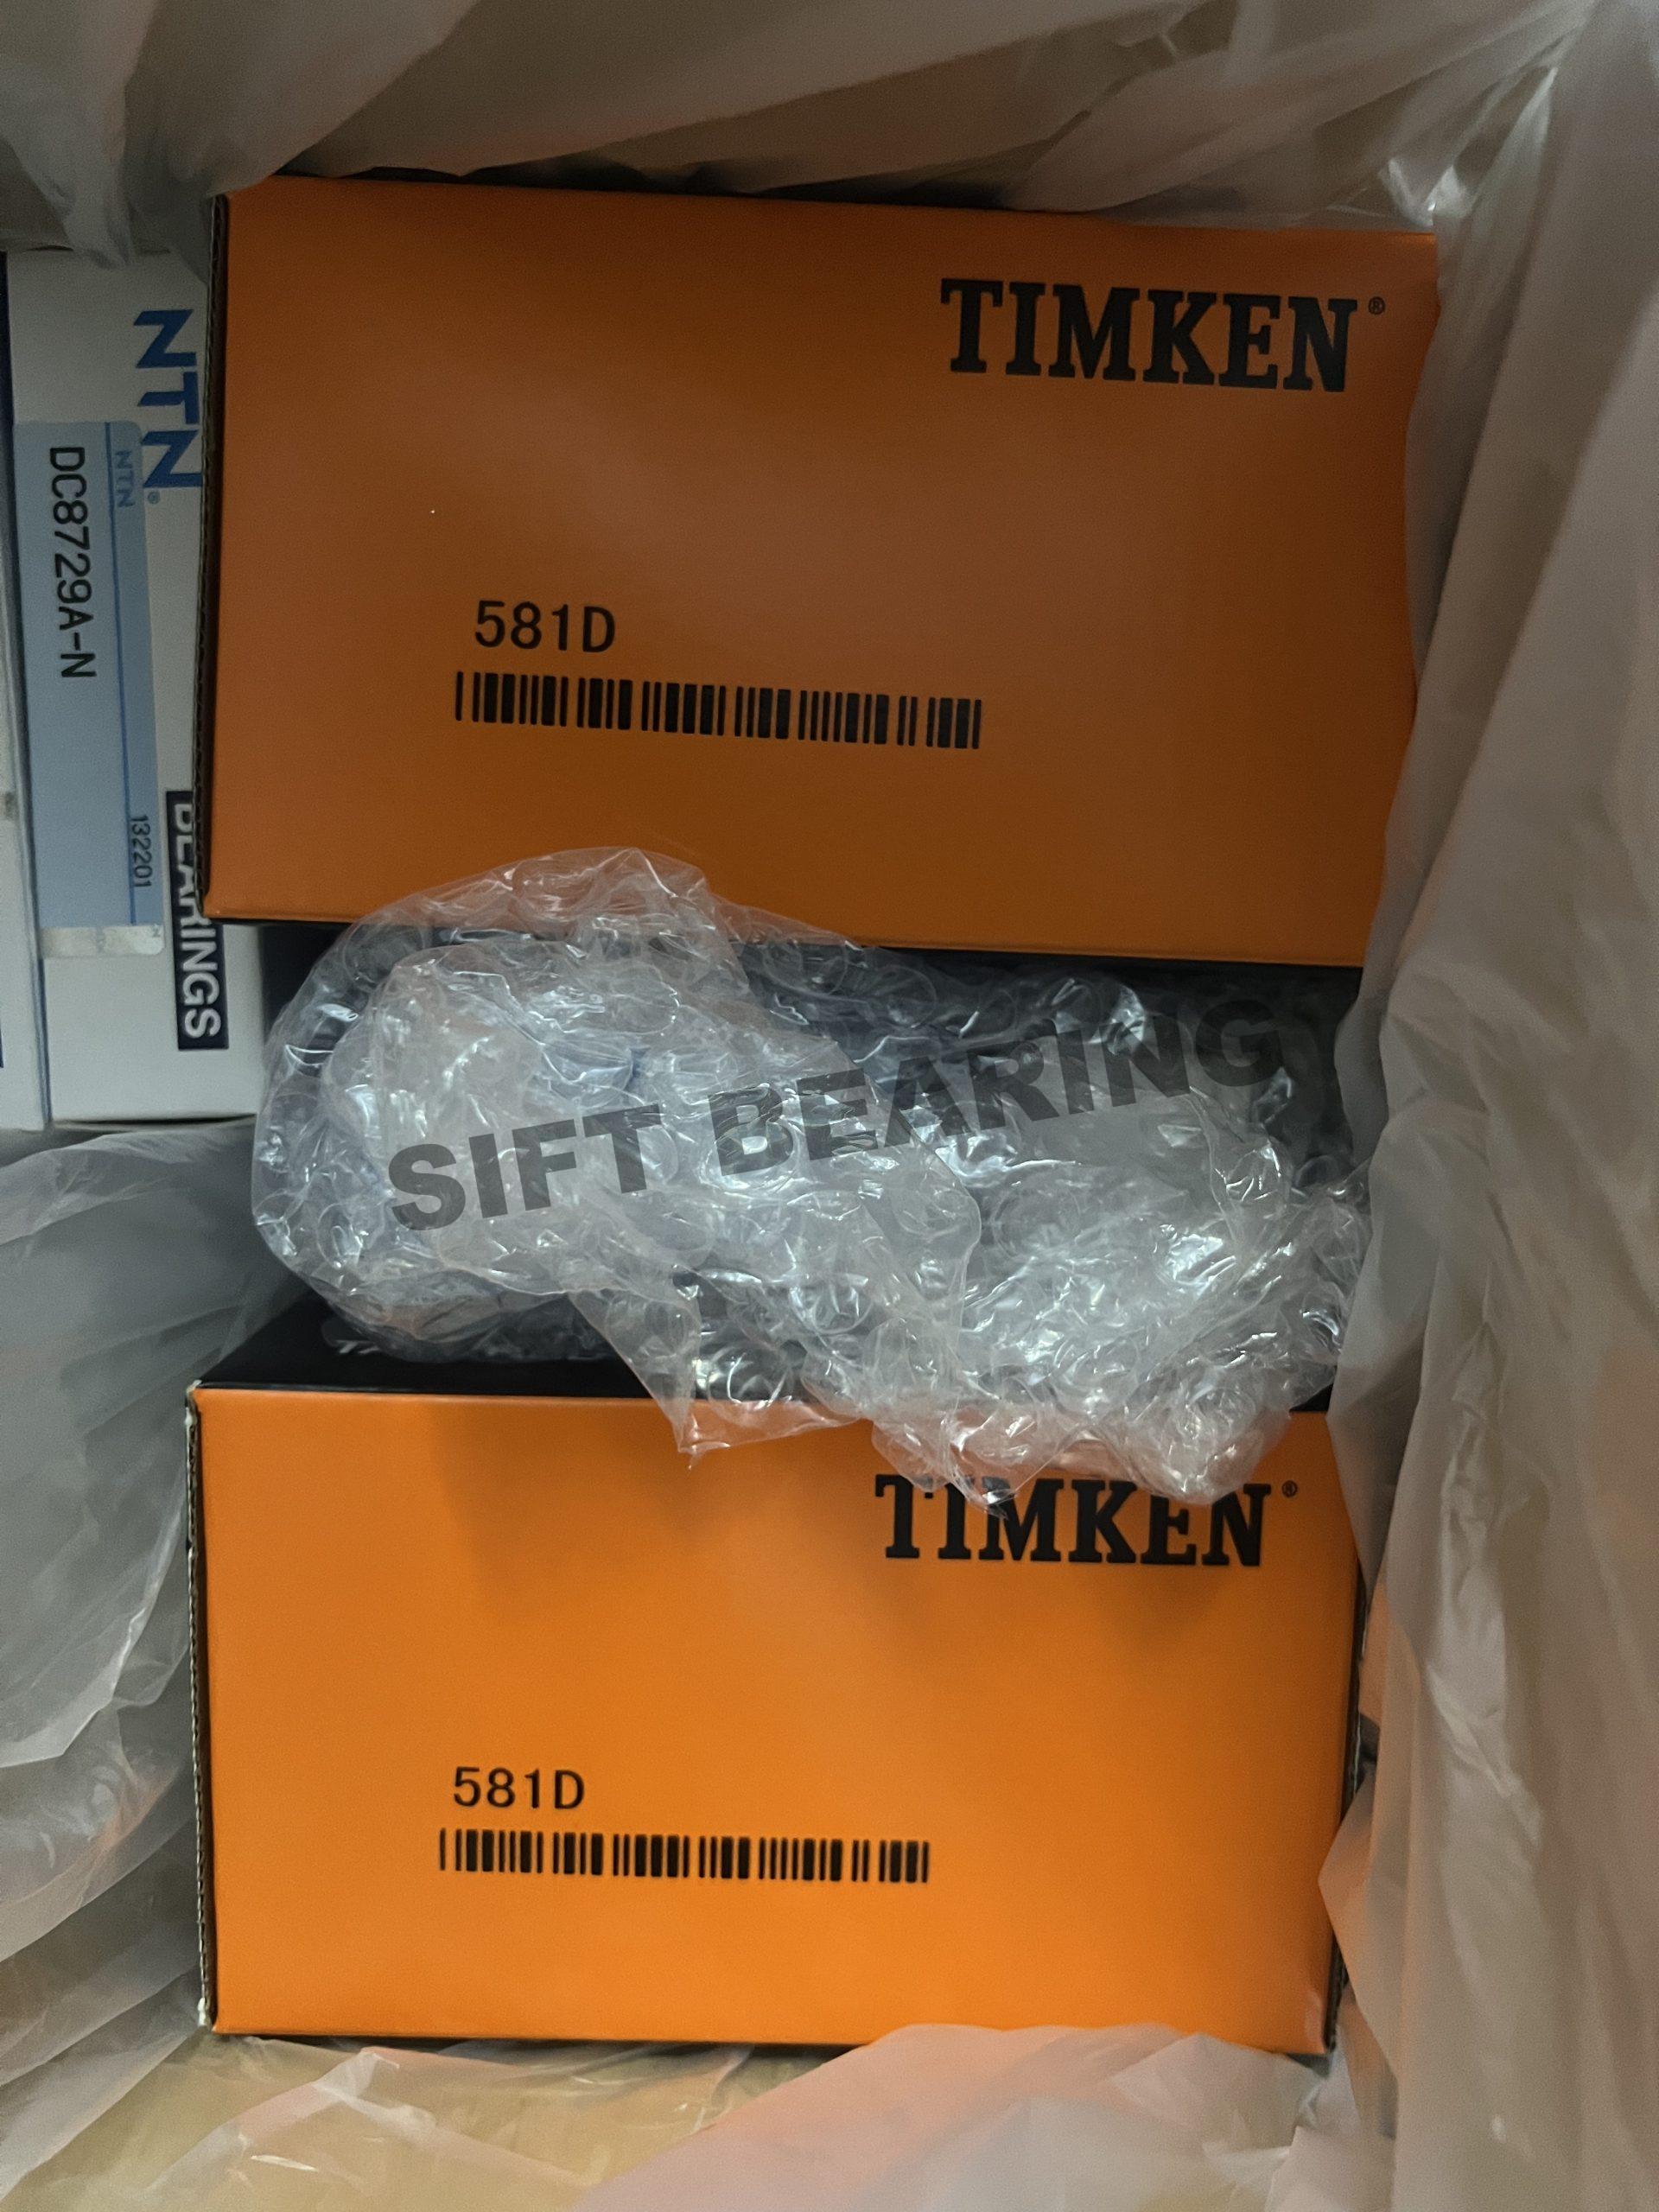 TIMKEN®
581D
NTN®
NTN
DC8729A-N
132201
BEARINGS
SIFT BEARING
TIMKEN®
581D